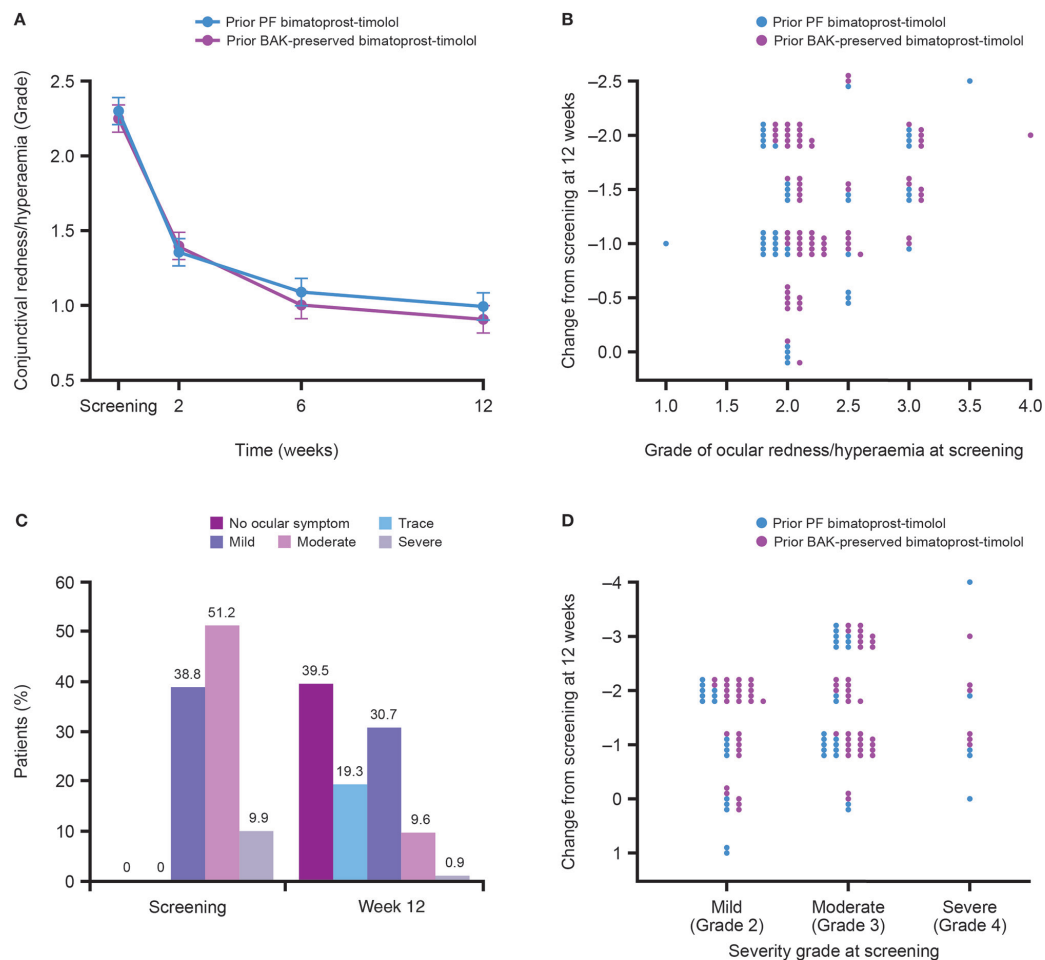 A
Prior PF bimatoprost-timolol
Prior BAK-preserved bimatoprost-timolol
Conjunctival redness/hyperaemia (Grade)
2.5
2.0
1.5
1.0
0.5
Screening 2 6 12
Time (weeks)
B
Prior PF bimatoprost-timolol
Prior BAK-preserved bimatoprost-timolol
Change from screening at 12 weeks
–2.5
–2.0
–1.5
–1.0
–0.5
0.0
1.0 1.5 2.0 2.5 3.0 3.5 4.0
Grade of ocular redness/hyperaemia at screening
C
No ocular symptom Trace
Mild Moderate Severe
Patients (%)
60
50
40
30
20
10
0
0 0 38.8 51.2 9.9
39.5 19.3 30.7 9.6 0.9
Screening Week 12
D
Prior PF bimatoprost-timolol
Prior BAK-preserved bimatoprost-timolol
Change from screening at 12 weeks
–4
–3
–2
–1
0
1
Mild Moderate Severe
(Grade 2) (Grade 3) (Grade 4)
Severity grade at screening